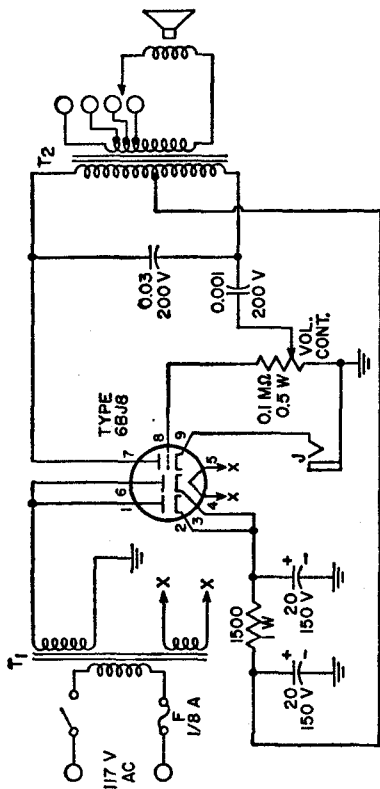 T1
117 V
AC
F
1/8 A
X
X
TYPE
6BJ8
1
6
7
2
3
4
5
8
9
X
X
T2
0.03
200 V
0.001
200 V
0.1 MΩ
0.5 W
VOL.
CONT.
J
1500
1 W
20
150 V
+
-
20
150 V
+
-